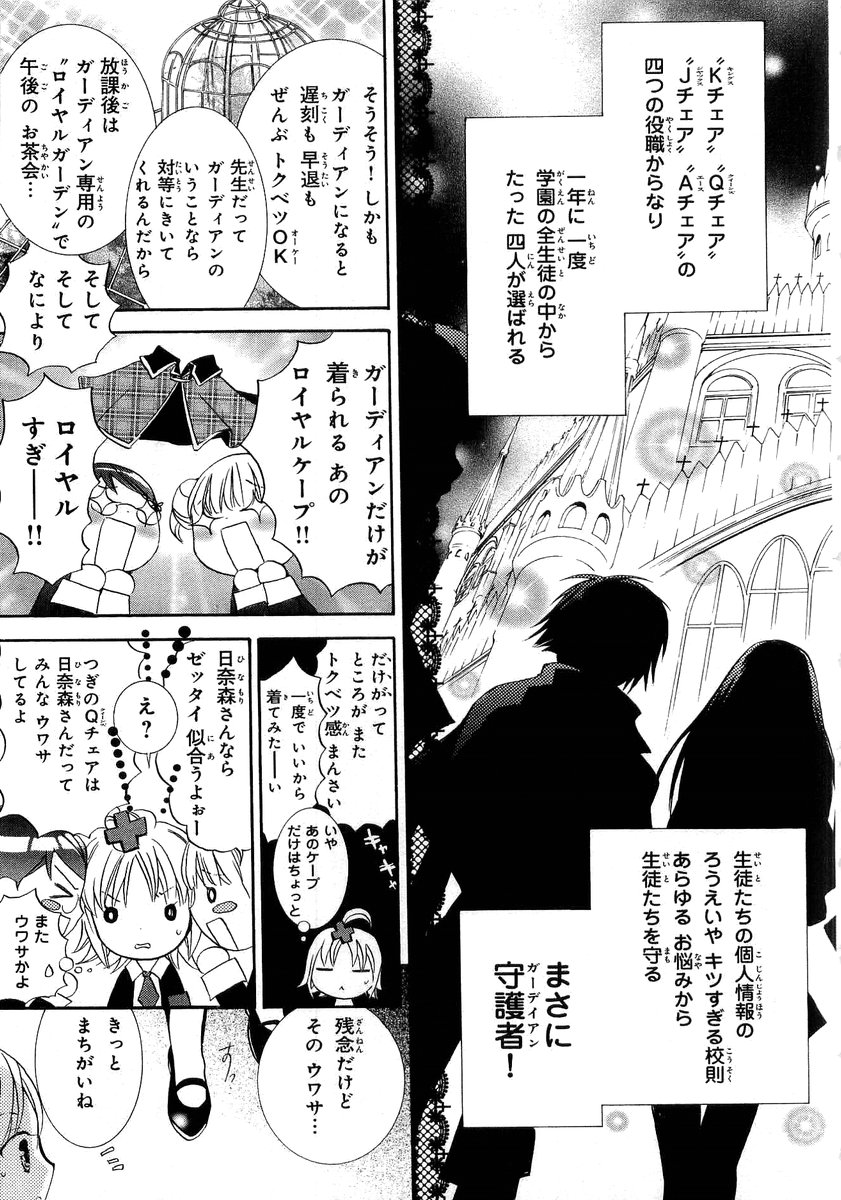 〝Kチェア〟〝Qチェア〟
〝Jチェア〟〝Aチェア〟の
四つの役職からなり
一年に 一度
学園の全生徒の中から
たった 四人が選ばれる
生徒たちの個人情報の
ろうえいや キツすぎる校則
あらゆる お悩みから
生徒たちを守る
まさに
守護者!
ガーディアン
そうそう! しかも
ガーディアンになると
遅刻も 早退も
ぜんぶ トクベツOK
先生だって
ガーディアンの
いうことなら
対等にきいて
くれるんだから
放課後は
ガーディアン専用の
〝ロイヤルガーデン〟で
午後の お茶会…
ガーディアンだけが
着られる あの
ロイヤルケープ!!
そして
そして
なにより
ロイヤル
すぎ――!!
だけがって
ところが また
トクベツ感 まんさい
一度で いいから
着てみたーい
キャ
キャ
いや
あのケープ
だけはちょっと
日奈森さんなら
ゼッタイ 似合うよぉー
え?
つぎのQチェアは
日奈森さんだって
みんな ウワサ
してるよ
また
ウワサかよ
残念だけど
その ウワサ…
すっ
きっと
まちがいね